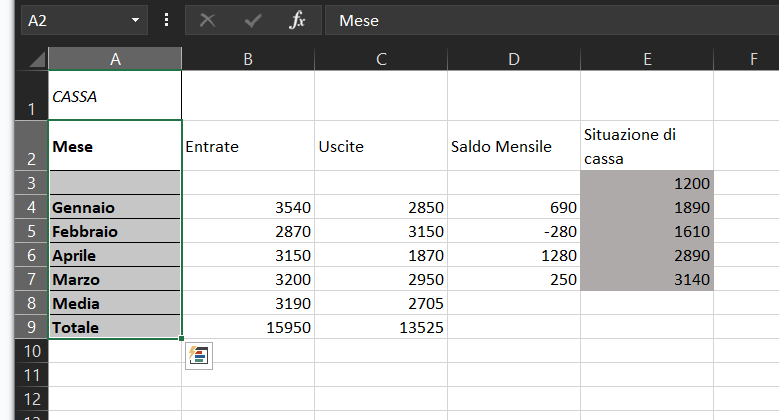 A2 fx Mese
A B C D E F
1 CASSA
2 Mese Entrate Uscite Saldo Mensile Situazione di
cassa
3 1200
4 Gennaio 3540 2850 690 1890
5 Febbraio 2870 3150 -280 1610
6 Aprile 3150 1870 1280 2890
7 Marzo 3200 2950 250 3140
8 Media 3190 2705
9 Totale 15950 13525
10
11
12